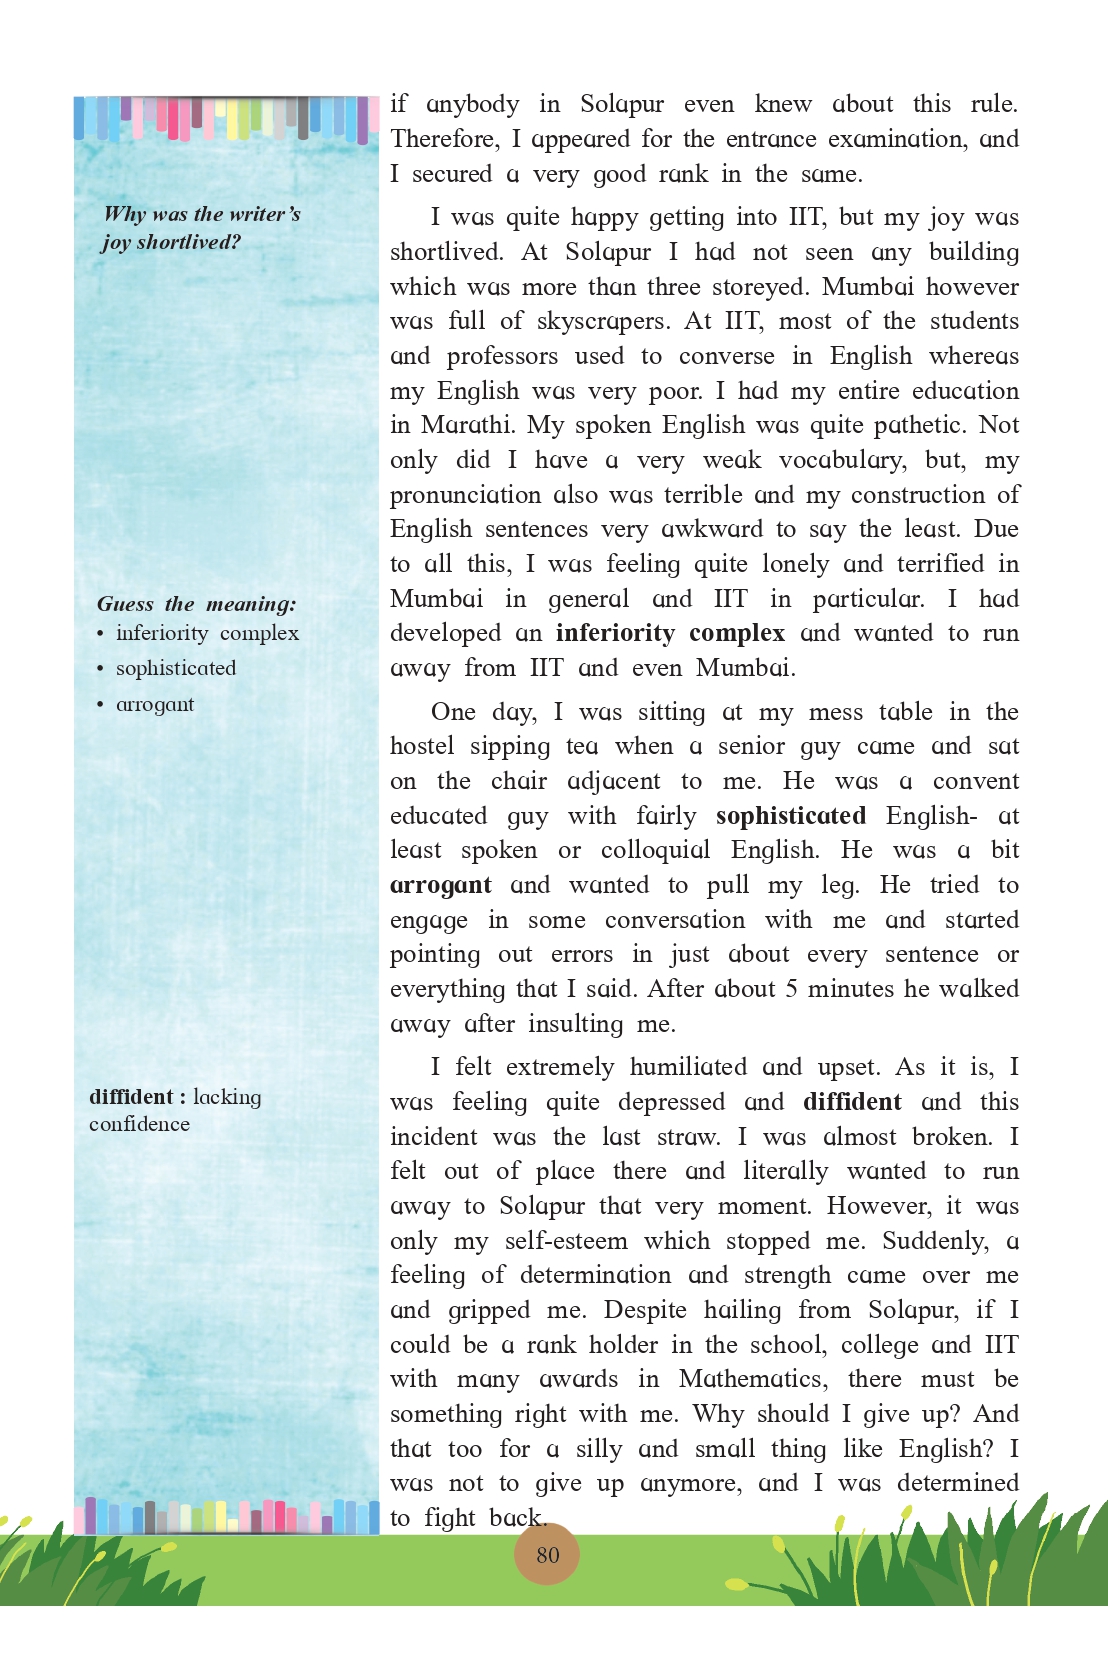 Why was the writer's
joy shortlived?
Guess the meaning:
• inferiority complex
• sophisticated
• arrogant
diffident : lacking
confidence
if anybody in Solapur even knew about this rule.
Therefore, I appeared for the entrance examination, and
I secured a very good rank in the same.
I was quite happy getting into IIT, but my joy was
shortlived. At Solapur I had not seen any building
which was more than three storeyed. Mumbai however
was full of skyscrapers. At IIT, most of the students
and professors used to converse in English whereas
my English was very poor. I had my entire education
in Marathi. My spoken English was quite pathetic. Not
only did I have a very weak vocabulary, but, my
pronunciation also was terrible and my construction of
English sentences very awkward to say the least. Due
to all this, I was feeling quite lonely and terrified in
Mumbai in general and IIT in particular. I had
developed an inferiority complex and wanted to run
away from IIT and even Mumbai.
One day, I was sitting at my mess table in the
hostel sipping tea when a senior guy came and sat
on the chair adjacent to me. He was a convent
educated guy with fairly sophisticated English- at
least spoken or colloquial English. He was a bit
arrogant and wanted to pull my leg. He tried to
engage in some conversation with me and started
pointing out errors in just about every sentence or
everything that I said. After about 5 minutes he walked
away after insulting me.
I felt extremely humiliated and upset. As it is, I
was feeling quite depressed and diffident and this
incident was the last straw. I was almost broken. I
felt out of place there and literally wanted to run
away to Solapur that very moment. However, it was
only my self-esteem which stopped me. Suddenly, a
feeling of determination and strength came over me
and gripped me. Despite hailing from Solapur, if I
could be a rank holder in the school, college and IIT
with many awards in Mathematics, there must be
something right with me. Why should I give up? And
that too for a silly and small thing like English? I
was not to give up anymore, and I was determined
to fight back.
80